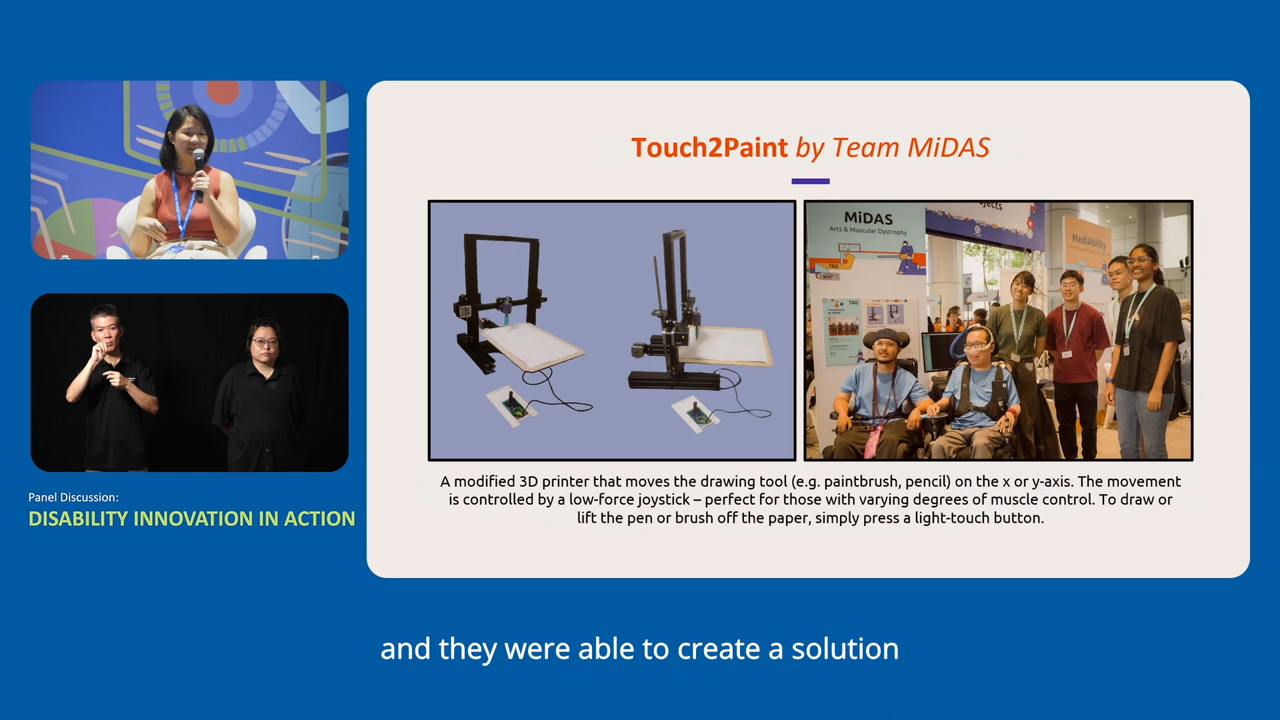 Touch2Paint by Team MiDAS
MiDAS
Arts & Muscular Dystrophy
TAG
MediAbility
A modified 3D printer that moves the drawing tool (e.g. paintbrush, pencil) on the x or y-axis. The movement
is controlled by a low-force joystick – perfect for those with varying degrees of muscle control. To draw or
lift the pen or brush off the paper, simply press a light-touch button.
Panel Discussion:
DISABILITY INNOVATION IN ACTION
and they were able to create a solution